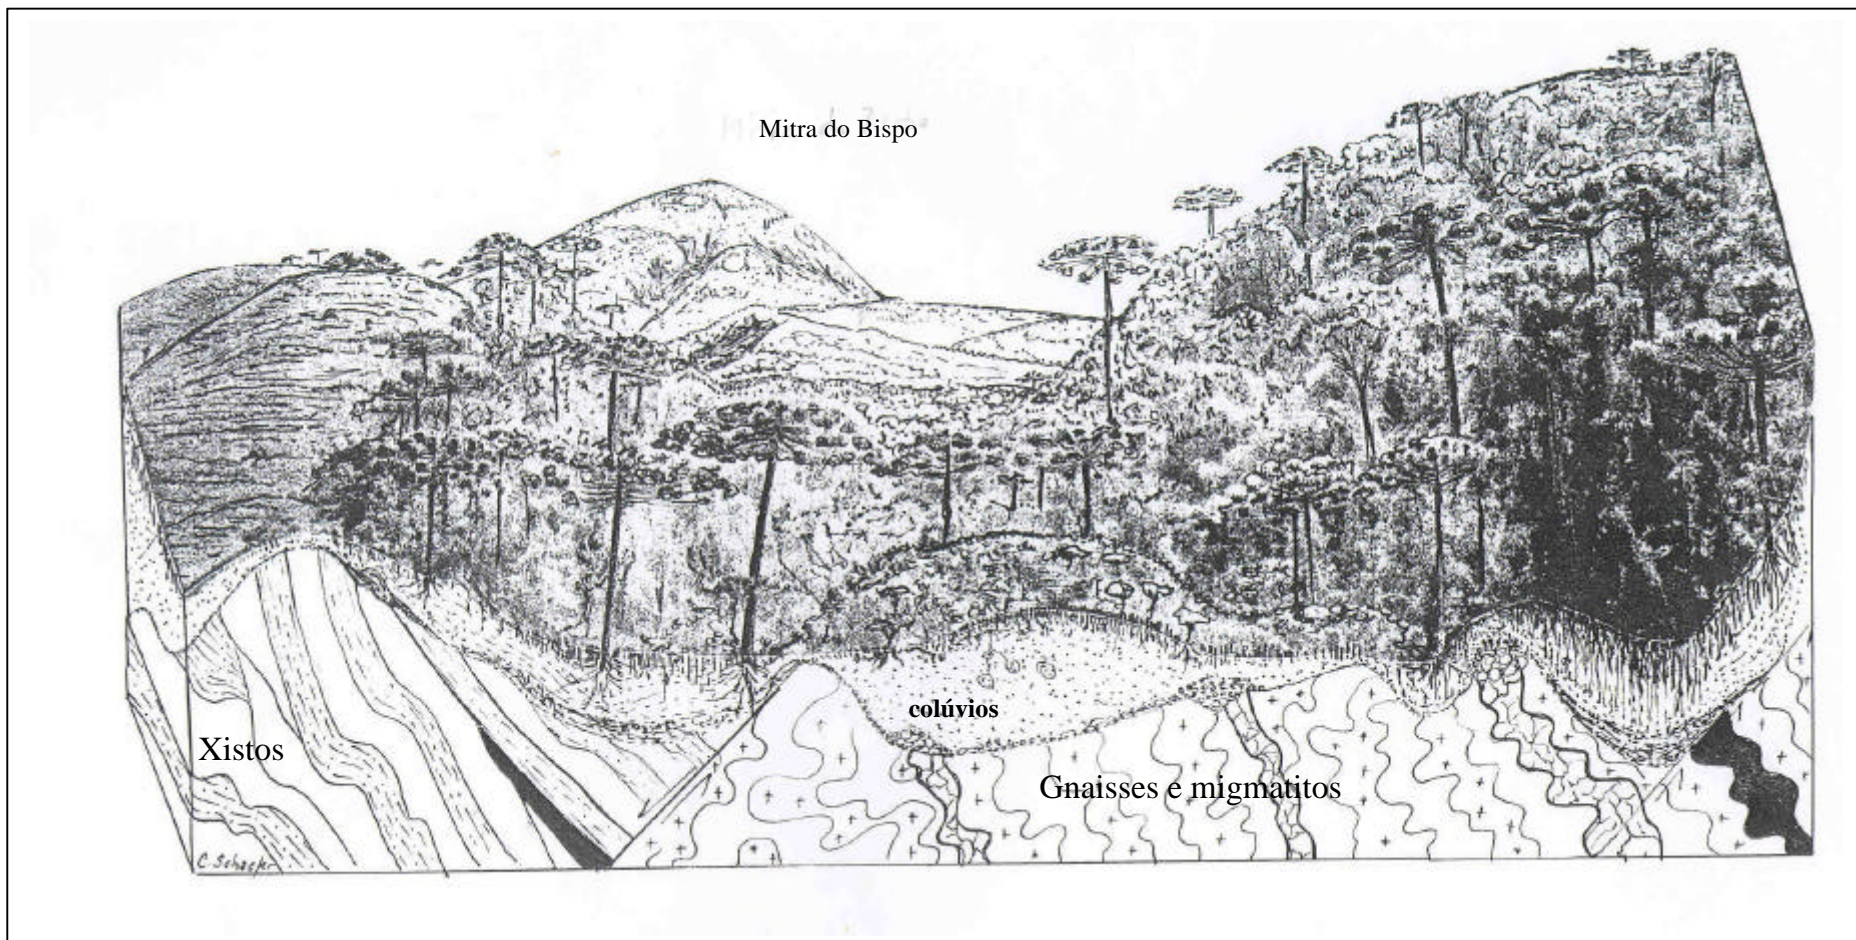 Mitra do Bispo
colúvios
Xistos
Gnaisses e migmatitos
C. Schaefer